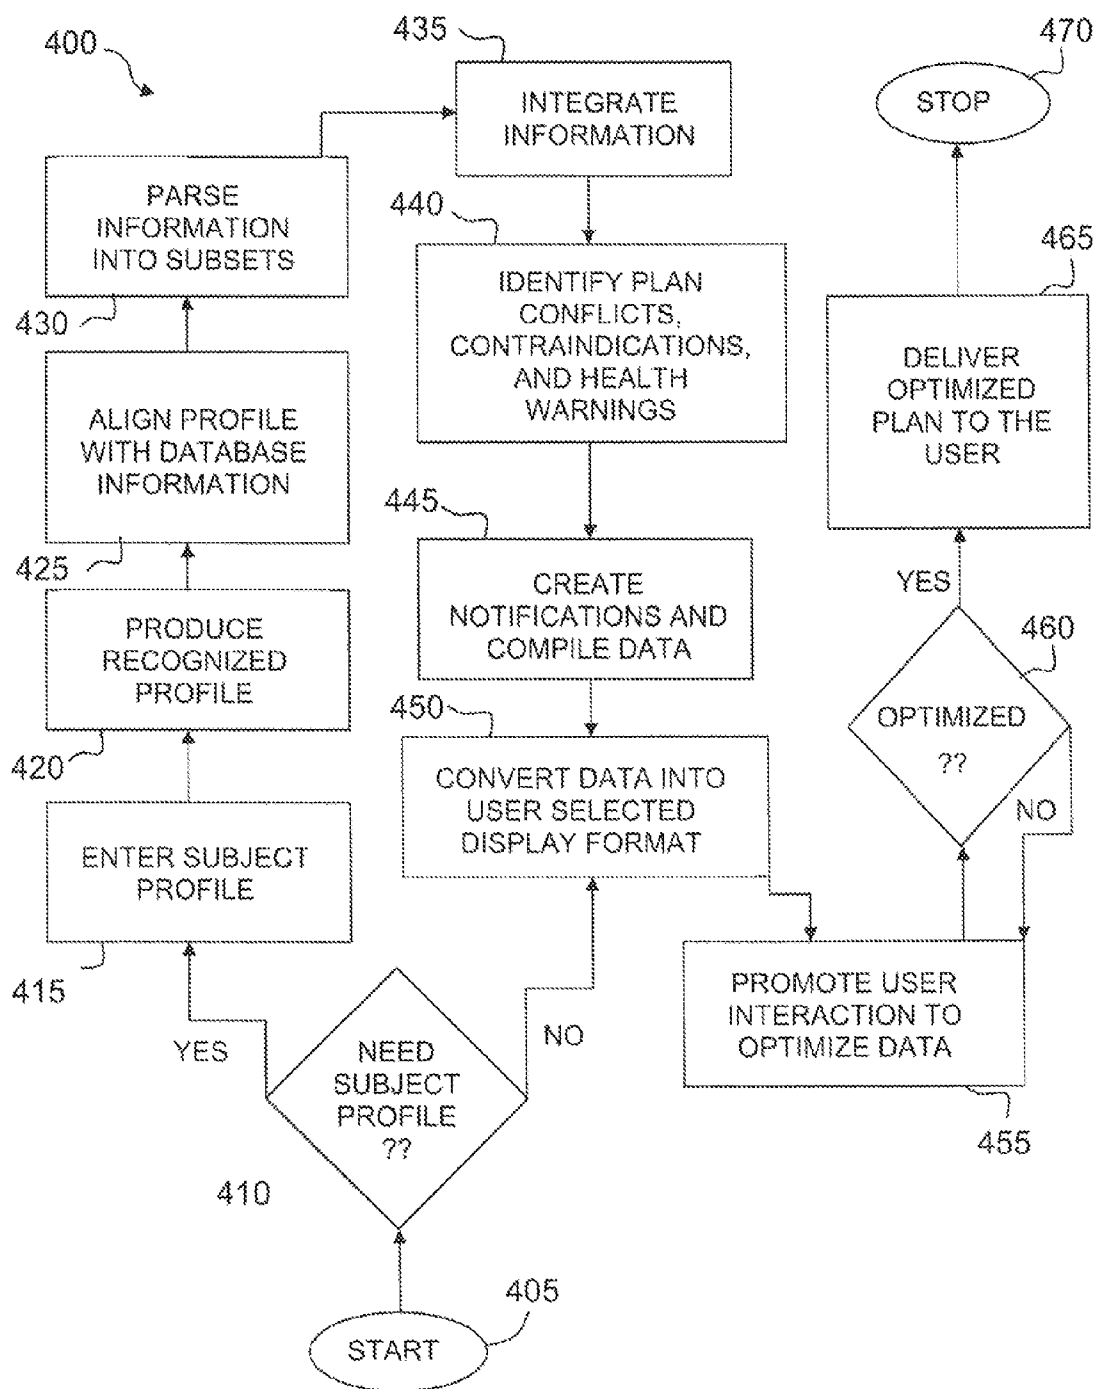 400
435
INTEGRATE
INFORMATION
470
STOP
PARSE
INFORMATION
INTO SUBSETS
430
440
IDENTIFY PLAN
CONFLICTS,
CONTRAINDICATIONS,
AND HEALTH
WARNINGS
465
DELIVER
OPTIMIZED
PLAN TO THE
USER
ALIGN PROFILE
WITH DATABASE
INFORMATION
425
445
CREATE
NOTIFICATIONS AND
COMPILE DATA
YES
460
OPTIMIZED
??
NO
PRODUCE
RECOGNIZED
PROFILE
420
450
CONVERT DATA INTO
USER SELECTED
DISPLAY FORMAT
ENTER SUBJECT
PROFILE
415
PROMOTE USER
INTERACTION TO
OPTIMIZE DATA
455
YES
NO
NEED
SUBJECT
PROFILE
??
410
405
START